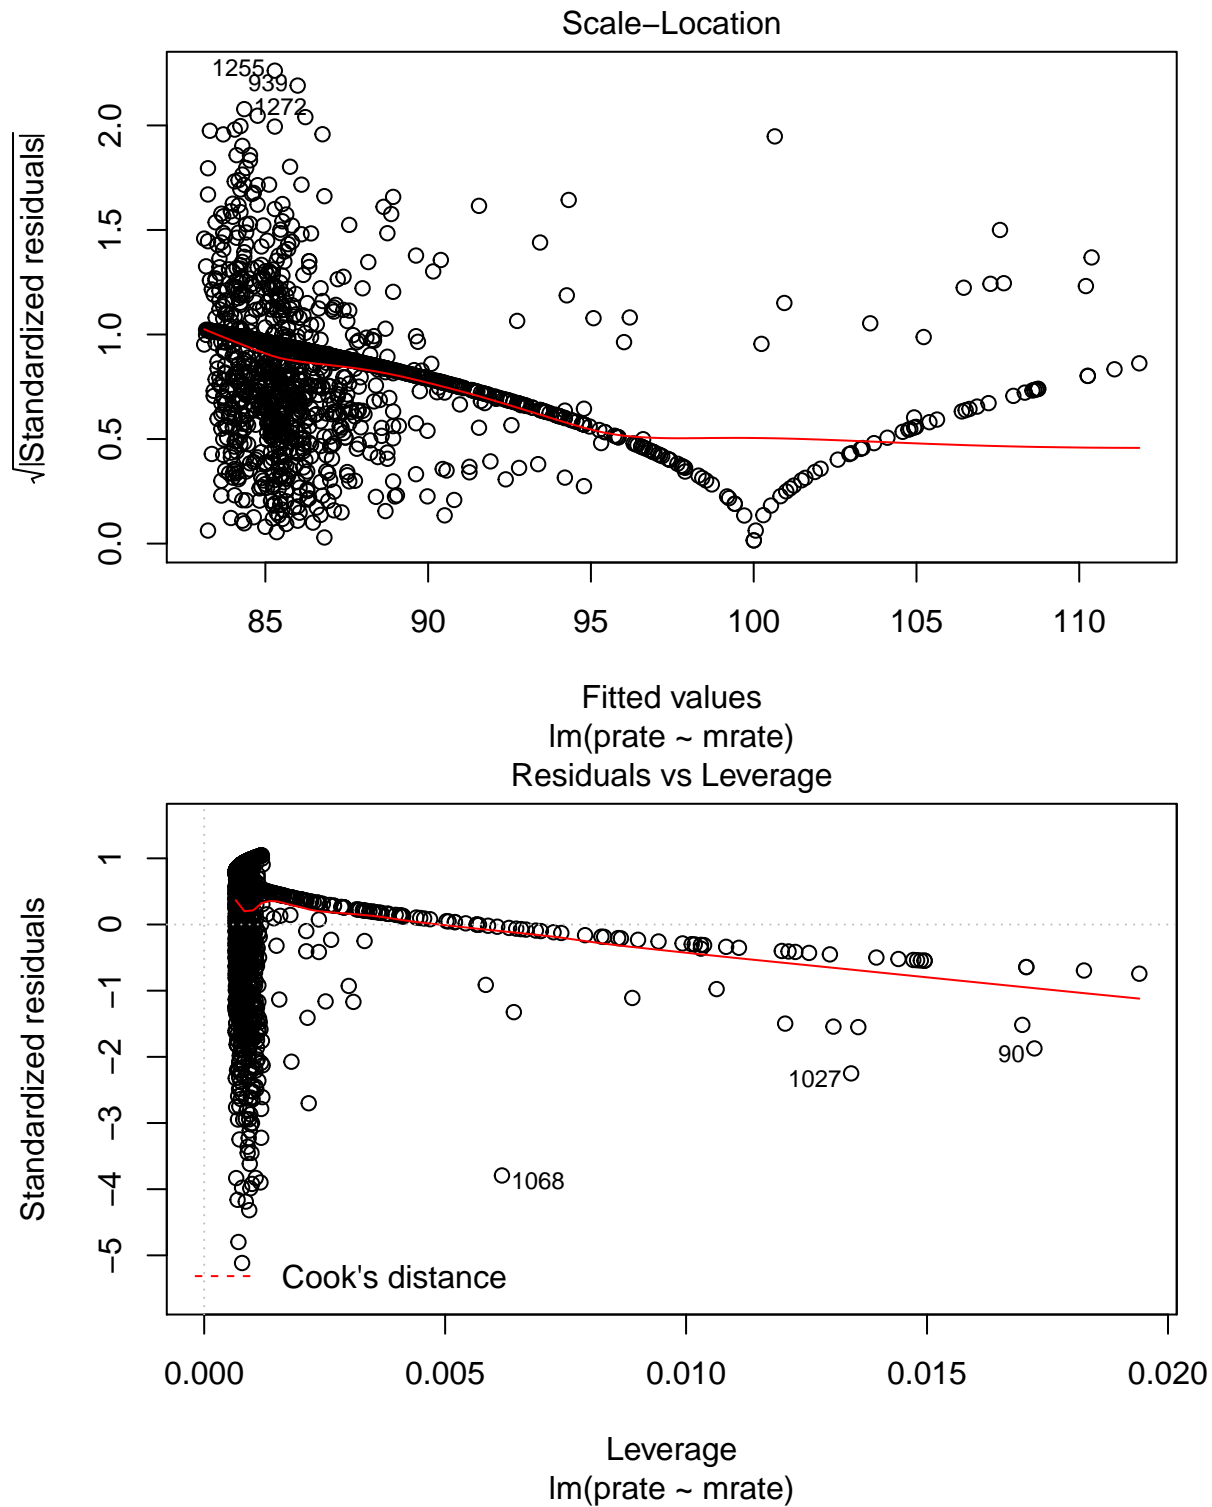 Scale−Location
√|Standardized residuals|
0.0 0.5 1.0 1.5 2.0
1255
939
1272
85 90 95 100 105 110
Fitted values
lm(prate ~ mrate)
Residuals vs Leverage
Standardized residuals
−5 −4 −3 −2 −1 0 1
90
1027
1068
Cook's distance
0.000 0.005 0.010 0.015 0.020
Leverage
lm(prate ~ mrate)